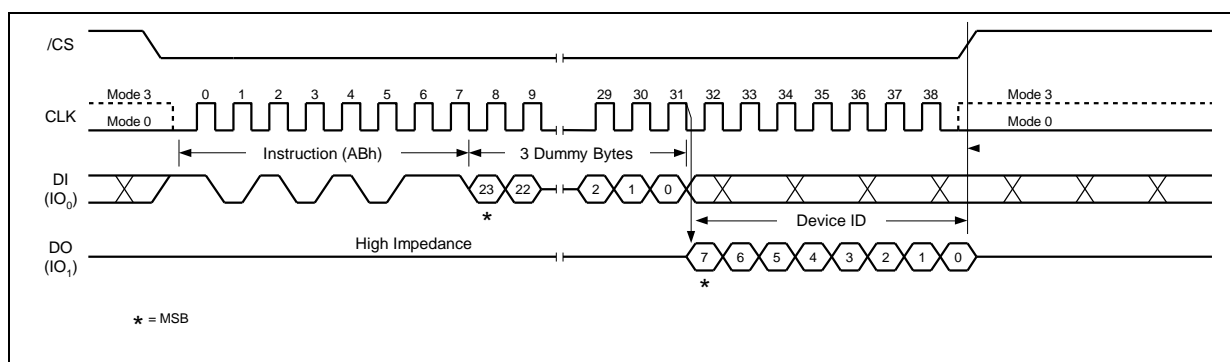 /CS
Mode 3 0 1 2 3 4 5 6 7 8 9 29 30 31 32 33 34 35 36 37 38 Mode 3
CLK
Mode 0 Mode 0
Instruction (ABh) 3 Dummy Bytes
DI
(IO0)
23 22 2 1 0
*
Device ID
High Impedance
DO
(IO1)
7 6 5 4 3 2 1 0
*
* = MSB